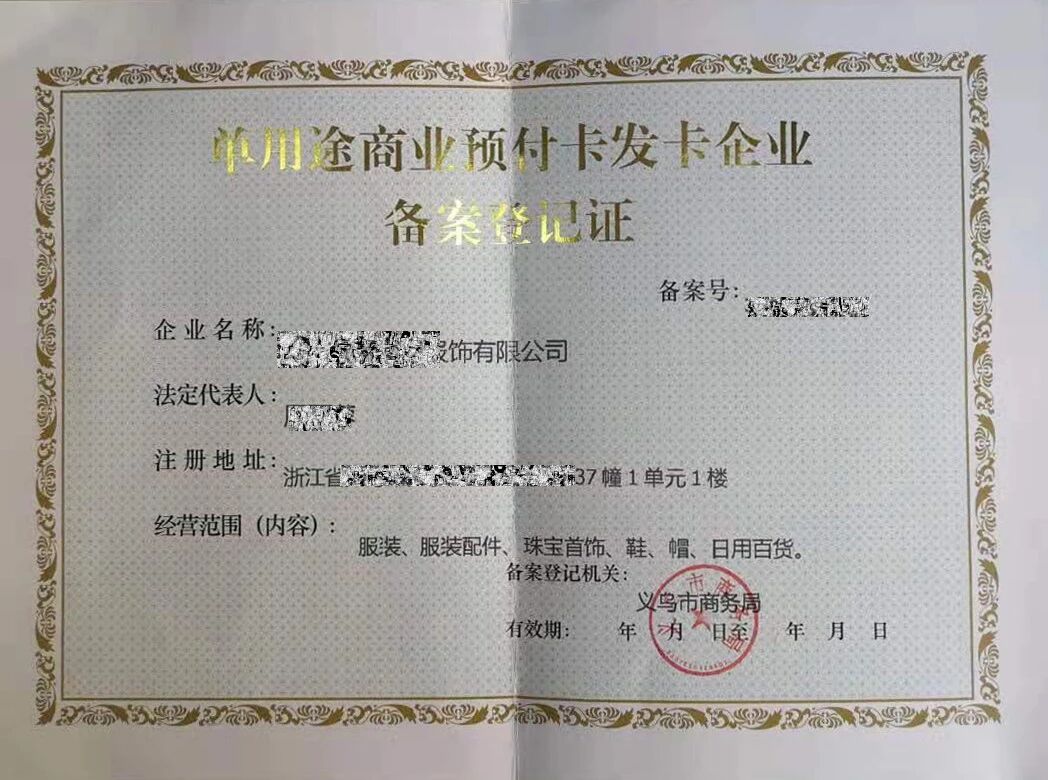 单用途商业预付卡发卡企业
备案登记证
备案号：
企业名称：
服饰有限公司
法定代表人：
注册地址：
浙江省 37幢1单元1楼
经营范围（内容）：
服装、服装配件、珠宝首饰、鞋、帽、日用百货。
备案登记机关：
义乌市商务局
有效期： 年 月 日至 年 月 日